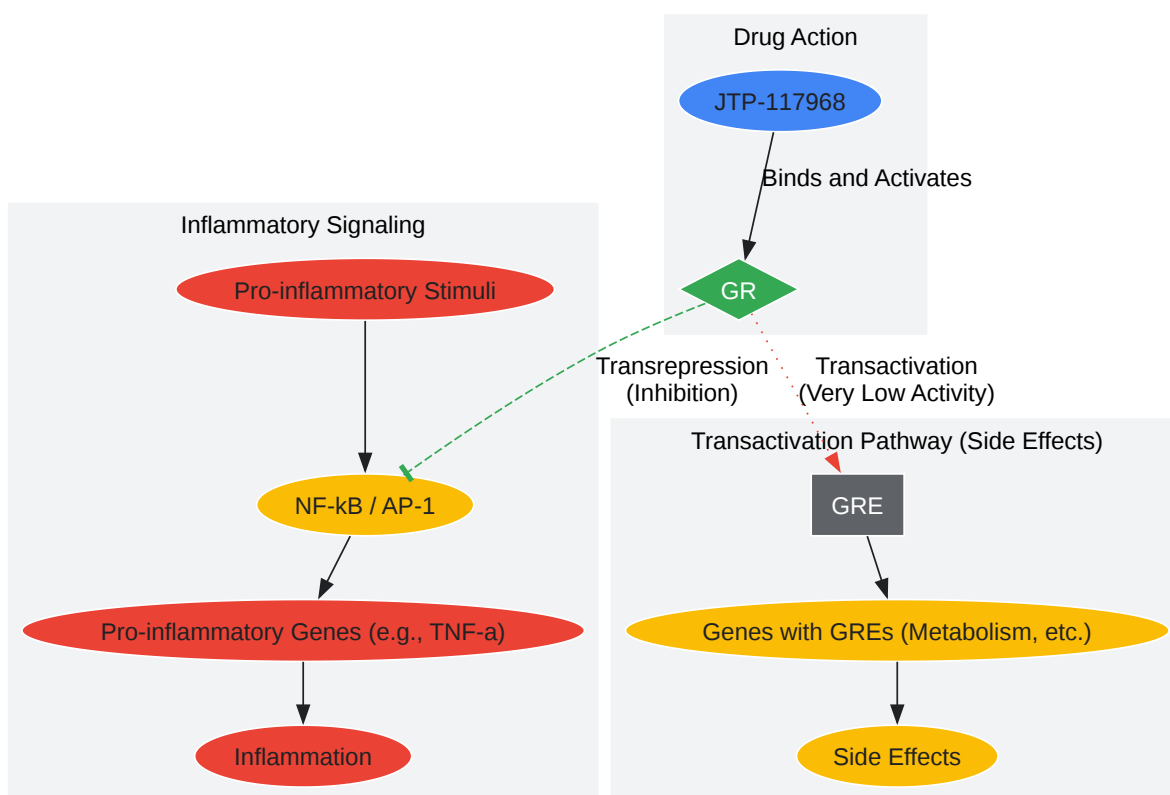 Drug Action
JTP-117968
Binds and Activates
Inflammatory Signaling
Pro-inflammatory Stimuli
GR
Transrepression
(Inhibition)
Transactivation
(Very Low Activity)
Transactivation Pathway (Side Effects)
NF-kB / AP-1
GRE
Pro-inflammatory Genes (e.g., TNF-a)
Genes with GREs (Metabolism, etc.)
Inflammation
Side Effects